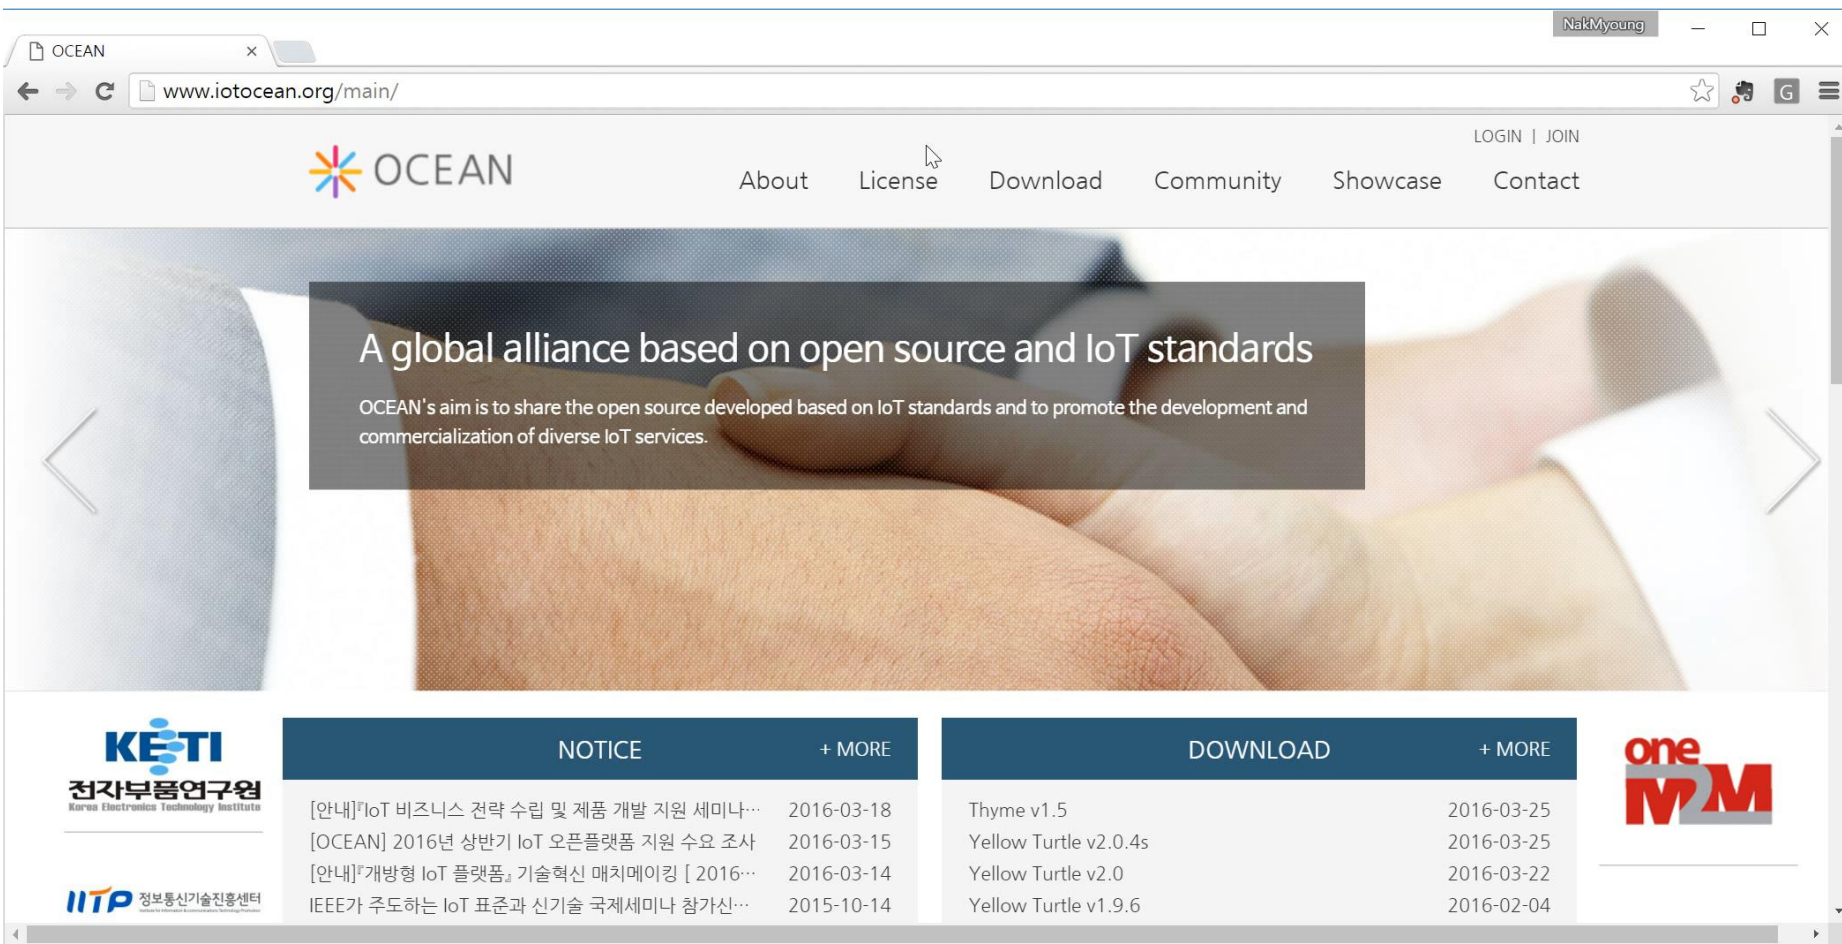 NakMyoung
OCEAN
www.iotocean.org/main/
G
LOGIN | JOIN
OCEAN
About License Download Community Showcase Contact
A global alliance based on open source and IoT standards
OCEAN's aim is to share the open source developed based on IoT standards and to promote the development and
commercialization of diverse IoT services.
KETI
전자부품연구원
Korea Electronics Technology Institute
IITP 정보통신기술진흥센터
NOTICE + MORE
[안내]『IoT 비즈니스 전략 수립 및 제품 개발 지원 세미나… 2016-03-18
[OCEAN] 2016년 상반기 IoT 오픈플랫폼 지원 수요 조사 2016-03-15
[안내]『개방형 IoT 플랫폼』 기술혁신 매치메이킹 [ 2016… 2016-03-14
IEEE가 주도하는 IoT 표준과 신기술 국제세미나 참가신… 2015-10-14
DOWNLOAD + MORE
Thyme v1.5 2016-03-25
Yellow Turtle v2.0.4s 2016-03-25
Yellow Turtle v2.0 2016-03-22
Yellow Turtle v1.9.6 2016-02-04
one
M2M